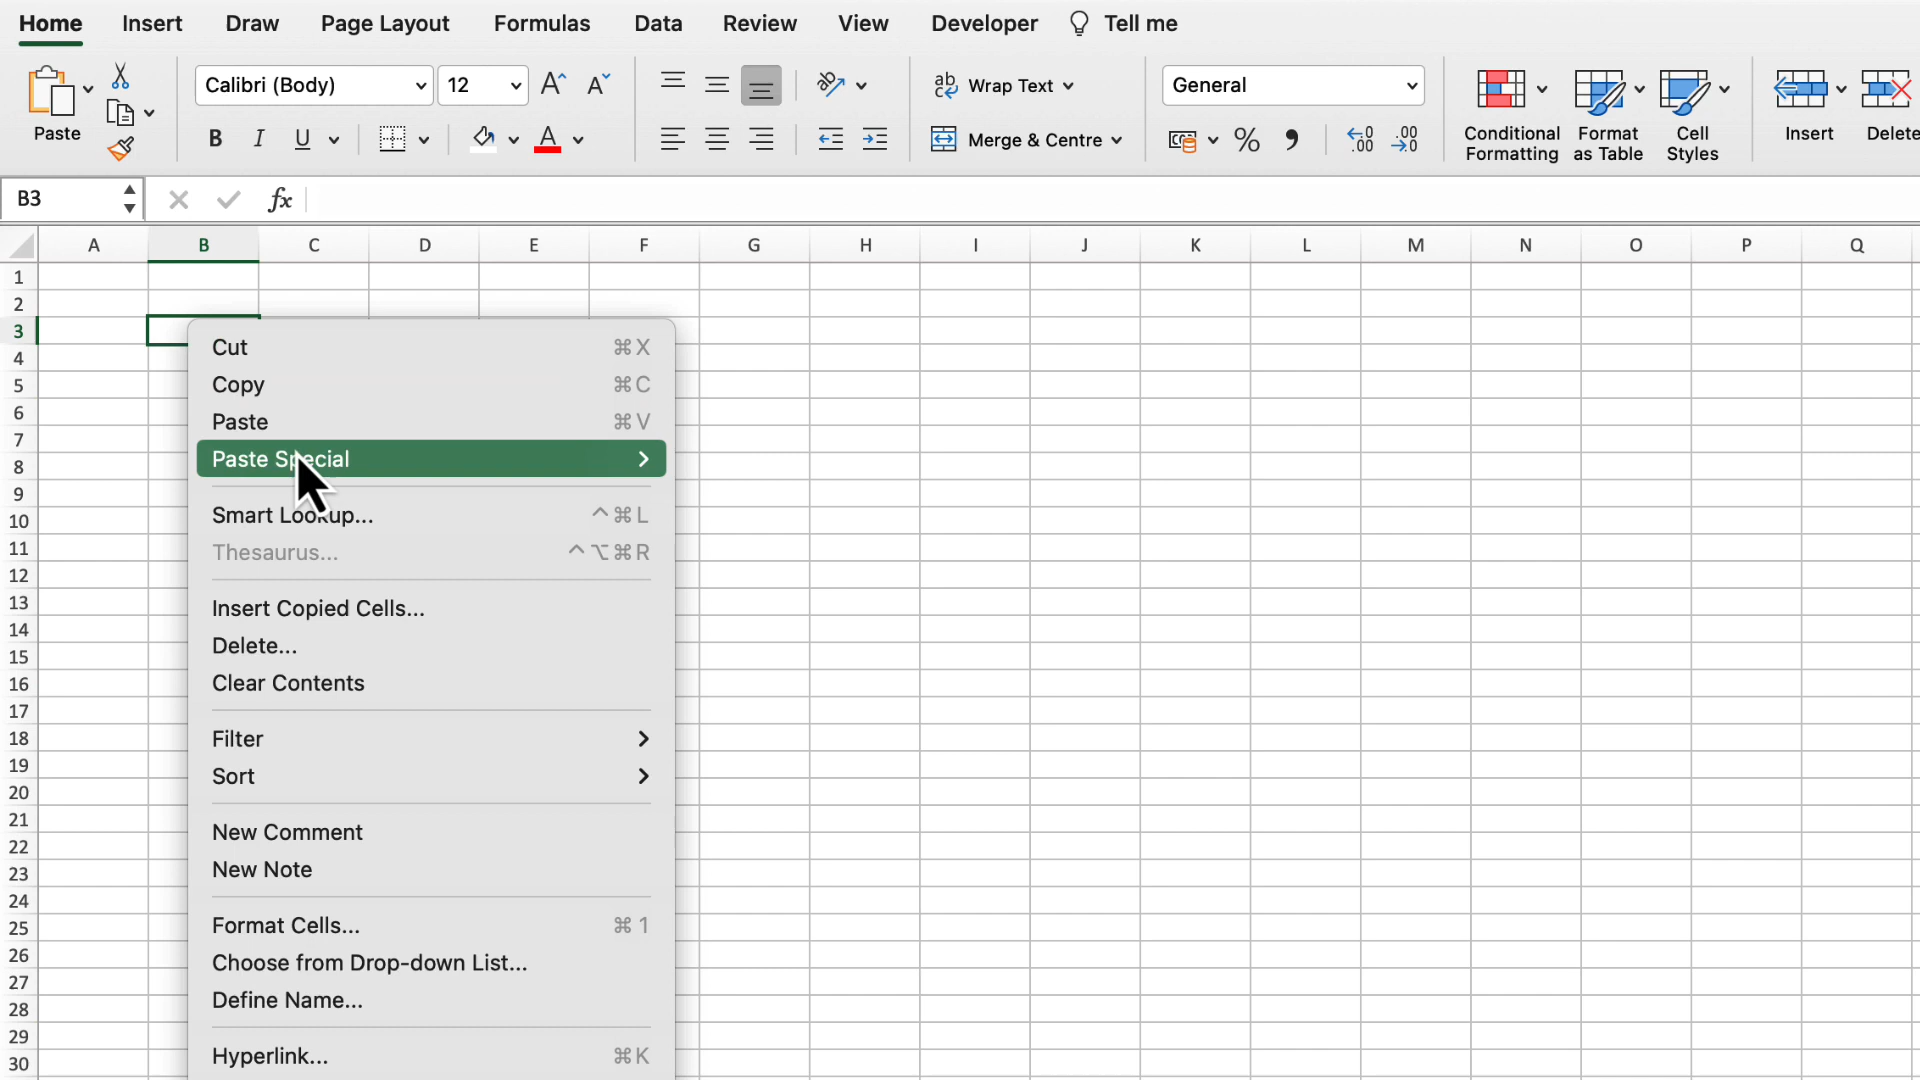 Home Insert Draw Page Layout Formulas Data Review View Developer Tell me
Calibri (Body) 12 Wrap Text General
Paste B I U A Merge & Centre % Conditional Formatting Format as Table Cell Styles Insert Delete
B3 fx
A B C D E F G H I J K L M N O P Q
1
2
3
Cut ⌘X
4
5 Copy ⌘C
6 Paste ⌘V
7
8 Paste Special >
9
10 Smart Lookup... ^⌘L
11 Thesaurus... ^⌥⌘R
12
13 Insert Copied Cells...
14
15 Delete...
16 Clear Contents
17
18 Filter >
19
20 Sort >
21
22 New Comment
23 New Note
24
25 Format Cells... ⌘1
26 Choose from Drop-down List...
27
28 Define Name...
29
30 Hyperlink... ⌘K